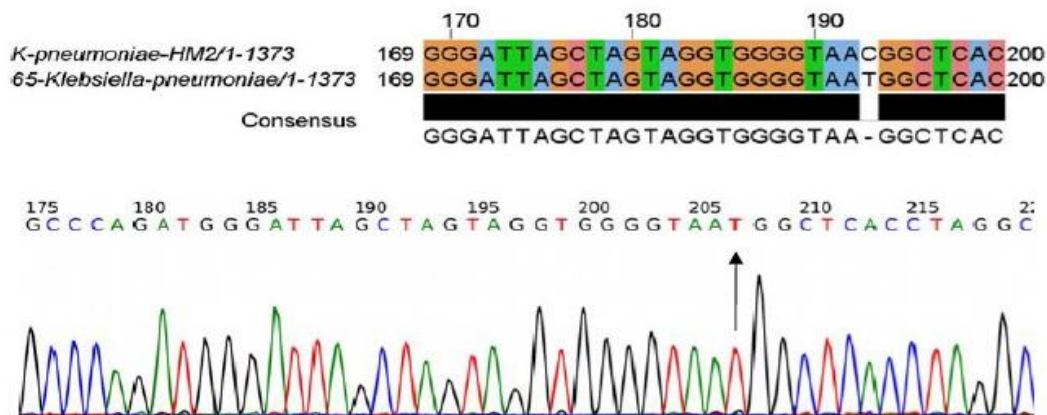 170 180 190
K-pneumoniae-HM2/1-1373 169 GGGATTAGCTAGTAGGTGGGGTAACGGCTCAC 200
65-Klebsiella-pneumoniae/1-1373 169 GGGATTAGCTAGTAGGTGGGGTAATGGCTCAC 200
Consensus
GGGATTAGCTAGTAGGTGGGGTAA-GGCTCAC
175 180 185 190 195 200 205 210 215
G C C C A G A T G G G A T T A G C T A G T A G G T G G G G T A A T G G C T C A C C T A G G C